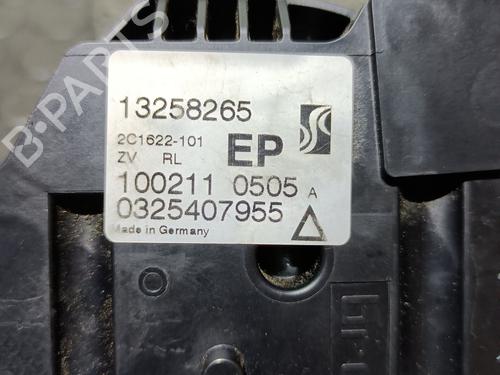 B-PARTS
13258265
2C1622-101
ZV RL
EP
100211 0505 A
0325407955
Made in Germany